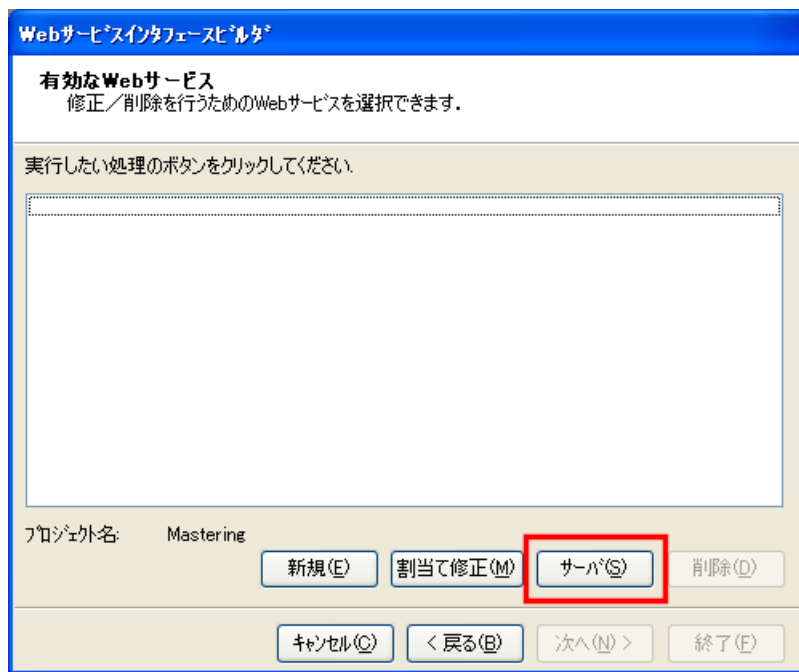 Webｻｰﾋﾞｽｲﾝﾀﾌｪｰｽﾋﾞﾙﾀﾞ
有効なWebサービス
修正／削除を行うためのWebｻｰﾋﾞｽを選択できます.
実行したい処理のボタンをクリックしてください.
ﾌﾟﾛｼﾞｪｸﾄ名: Mastering
新規(E) 割当て修正(M) サーバ(S) 削除(D)
キャンセル(C) < 戻る(B) 次へ(N) > 終了(F)